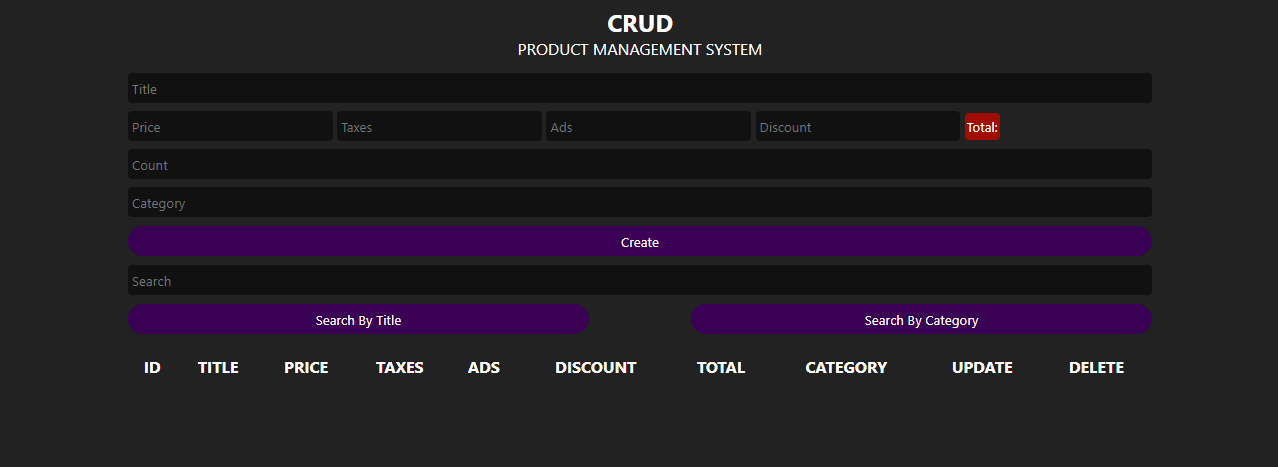 CRUD
PRODUCT MANAGEMENT SYSTEM
Title
Price Taxes Ads Discount Total:
Count
Category
Create
Search
Search By Title Search By Category
ID TITLE PRICE TAXES ADS DISCOUNT TOTAL CATEGORY UPDATE DELETE